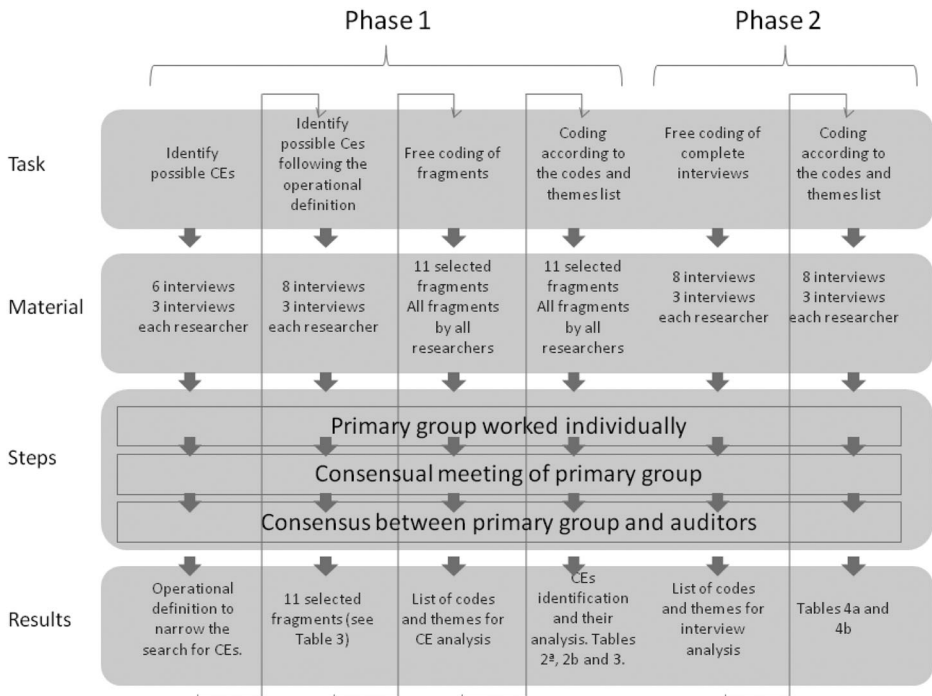 Phase 1
Phase 2
Task
Identify
possible CEs
Identify
possible Ces
following the
operational
definition
Free coding of
fragments
Coding
according to
the codes and
themes list
Free coding of
complete
interviews
Coding
according to
the codes and
themes list
Material
6 interviews
3 interviews
each researcher
8 interviews
3 interviews
each researcher
11 selected
fragments
All fragments
by all
researchers
11 selected
fragments
All fragments
by all
researchers
8 interviews
3 interviews
each researcher
8 interviews
3 interviews
each researcher
Steps
Primary group worked individually
Consensual meeting of primary group
Consensus between primary group and auditors
Results
Operational
definition to
narrow the
search for CEs.
11 selected
fragments (see
Table 3)
List of codes
and themes for
CE analysis
CEs
identification
and their
analysis. Tables
2ª, 2b and 3.
List of codes
and themes for
interview
analysis
Tables 4a and
4b